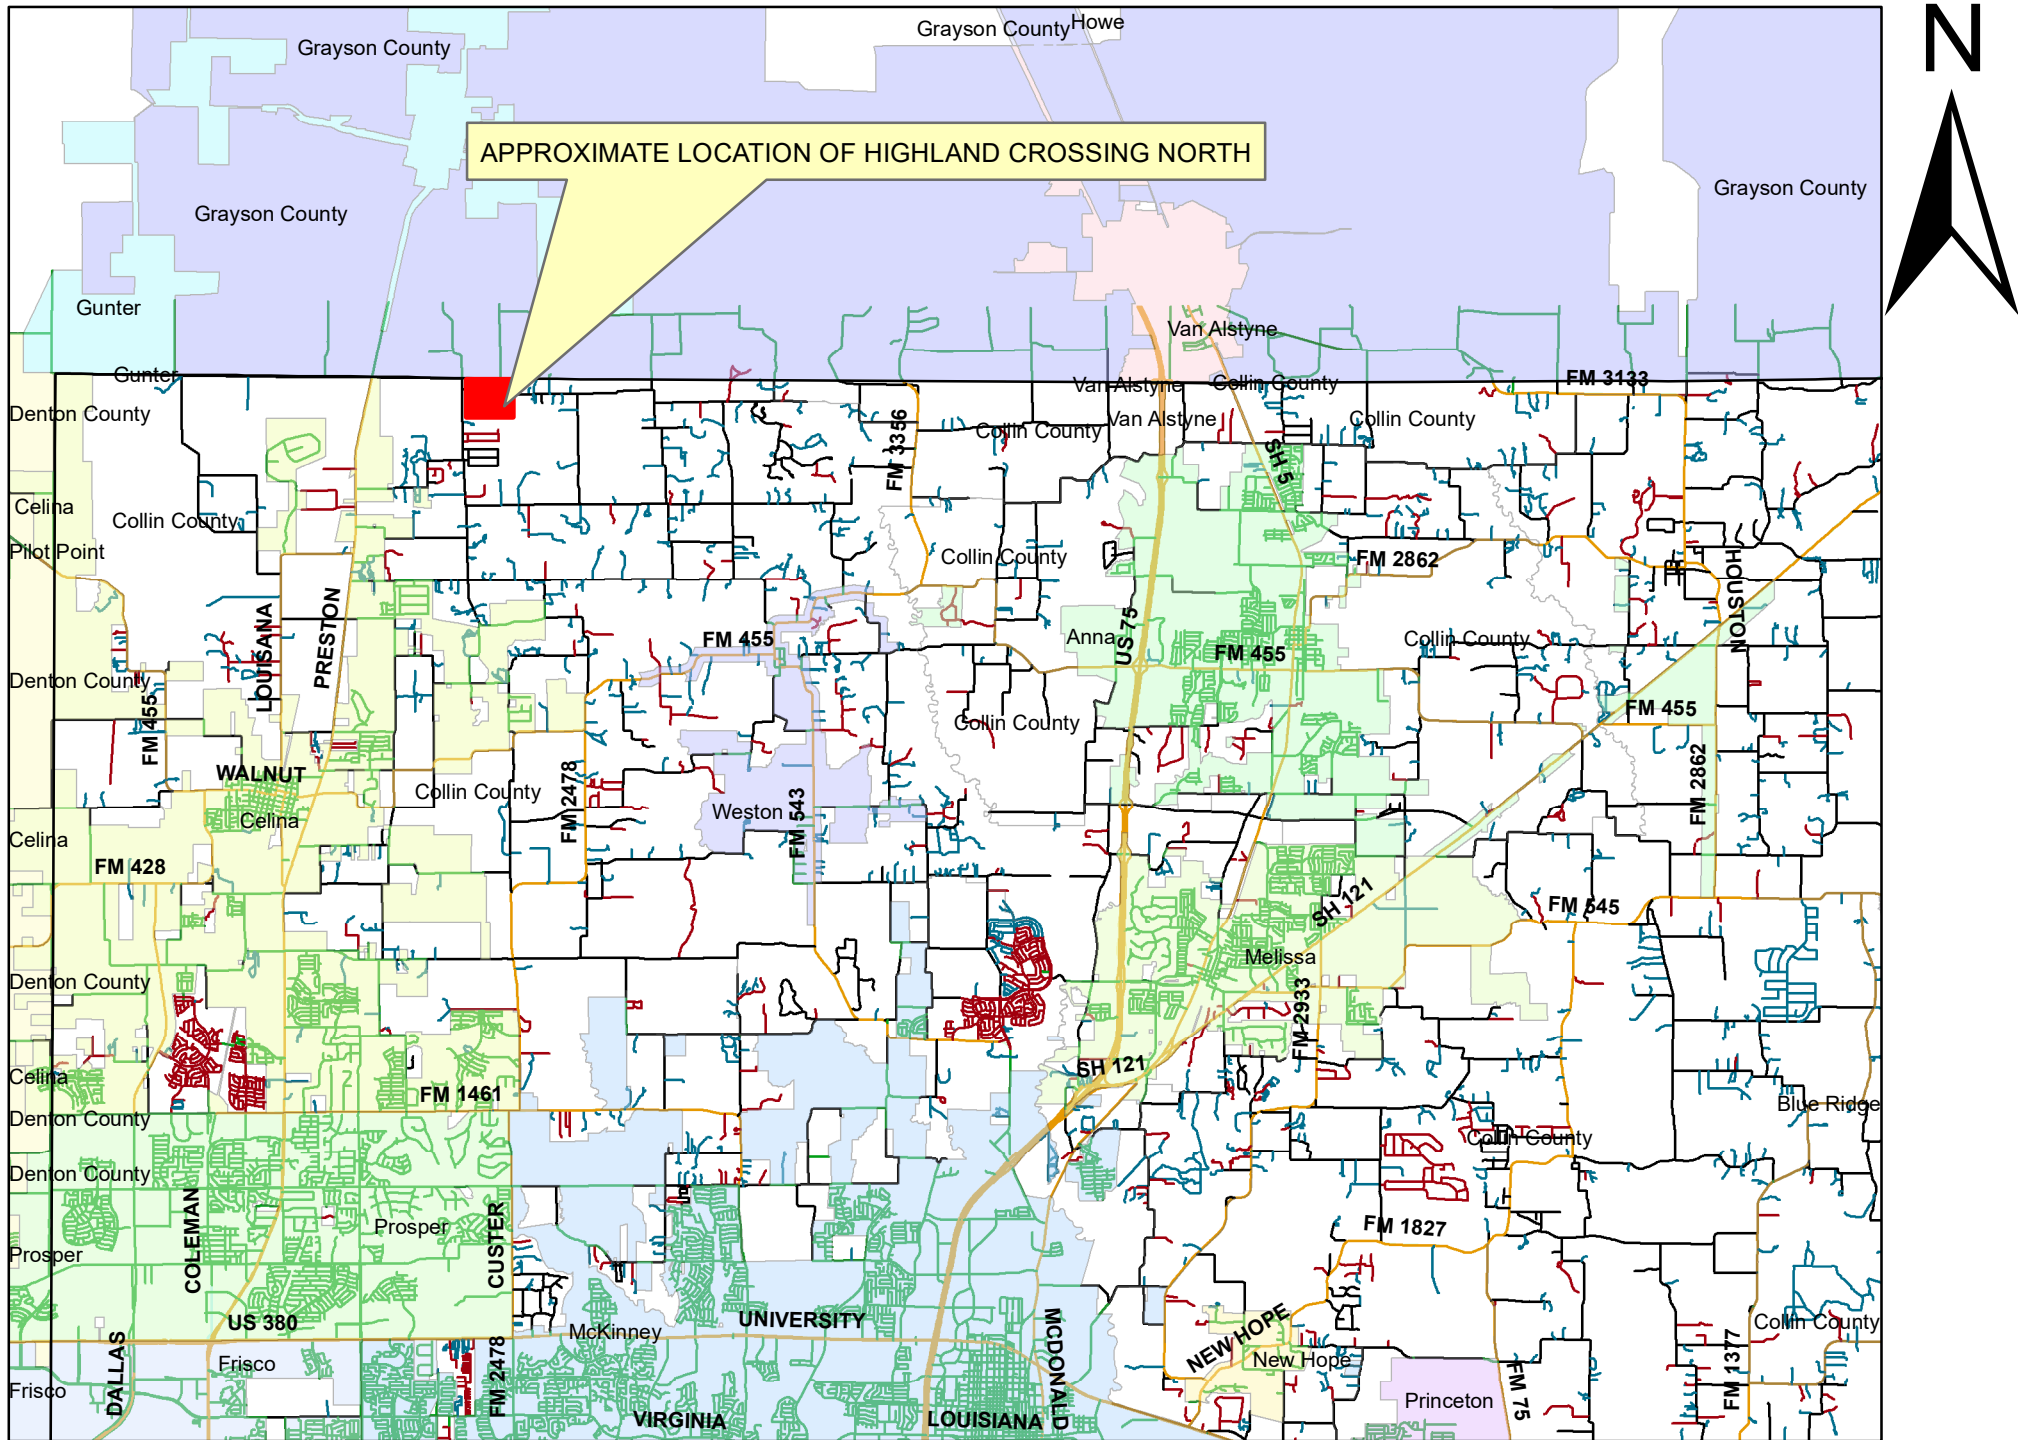 Grayson County
Grayson County
Howe
N
APPROXIMATE LOCATION OF HIGHLAND CROSSING NORTH
Grayson County
Grayson County
Gunter
Van Alstyne
Gunter
Van Alstyne
Collin County
FM 3133
Denton County
Van Alstyne
Collin County
Collin County
FM 3356
SH 5
Celina
Collin County
Pilot Point
Collin County
FM 2862
HOUSTON
LOUISANA
PRESTON
FM 455
Anna
US 75
FM 455
Collin County
Denton County
FM 455
Collin County
FM 455
WALNUT
Collin County
FM 2478
Weston
FM 543
FM 2862
Celina
Celina
FM 428
SH 121
FM 545
Melissa
Denton County
FM 2933
Celina
SH 121
FM 1461
Denton County
Blue Ridge
Collin County
Denton County
COLEMAN
Prosper
CUSTER
FM 1827
Prosper
US 380
UNIVERSITY
McKinney
MCDONALD
NEW HOPE
Collin County
DALLAS
Frisco
FM 2478
New Hope
FM 75
FM 1377
Frisco
Princeton
VIRGINIA
LOUISIANA